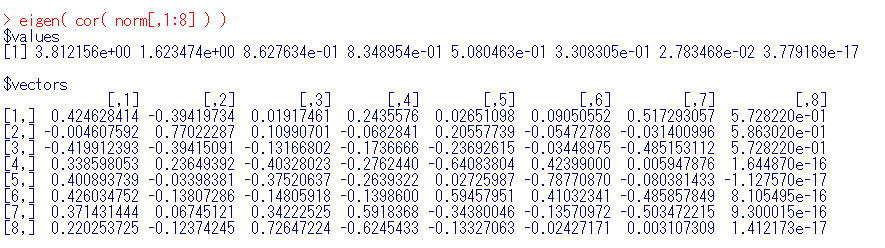 > eigen( cor( norm[,1:8] ) )
$values
[1] 3.812156e+00 1.623474e+00 8.627634e-01 8.348954e-01 5.080463e-01 3.308305e-01 2.783468e-02 3.779169e-17
$vectors
[,1] [,2] [,3] [,4] [,5] [,6] [,7] [,8]
[1,] 0.424628414 -0.39419734 0.01917461 0.2435576 0.02651098 0.09050552 0.517293057 5.728220e-01
[2,] -0.004607592 0.77022287 0.10990701 -0.0682841 0.20557739 -0.05472788 -0.031400996 5.863020e-01
[3,] -0.419912393 -0.39415091 -0.13166802 -0.1736666 -0.23692615 -0.03448975 -0.485153112 5.728220e-01
[4,] 0.338598053 0.23649392 -0.40328023 -0.2762440 -0.64083804 0.42399000 0.005947876 1.644870e-16
[5,] 0.400893739 -0.03398381 -0.37520637 -0.2639322 0.02725987 -0.78770870 -0.080381433 -1.127570e-17
[6,] 0.426034752 -0.13807286 -0.14805918 -0.1398600 0.59457951 0.41032341 -0.485857849 8.105495e-16
[7,] 0.371431444 0.06745121 0.34222525 0.5918368 -0.34380046 -0.13570972 -0.503472215 9.300015e-16
[8,] 0.220253725 -0.12374245 0.72647224 -0.6245433 -0.13327063 -0.02427171 0.003107309 1.412173e-17